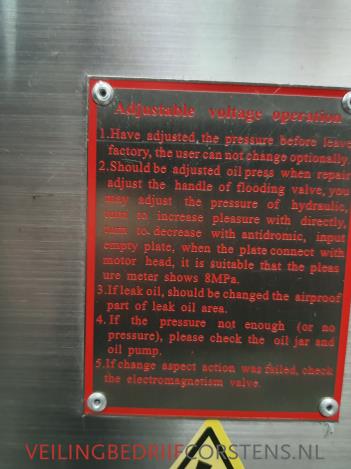 Adjustable voltage operation
1.Have adjusted the pressure before leave
factory, the user can not change optionally.
2.Should be adjusted oil press when repair
adjust the handle of flooding valve, you
may adjust the pressure of hydraulic,
turn to increase pleasure with directly,
turn to decrease with antidromic, input
empty plate, when the plate connect with
motor head, it is suitable that the pleas
ure meter shows 8MPa.
3.If leak oil, should be changed the airproof
part of leak oil area.
4. If the pressure not enough (or no
pressure), please check the oil jar and
oil pump.
5.If change aspect action was failed, check
the electromagnetism valve.
VEILINGBEDRIJFCORSTENS.NL